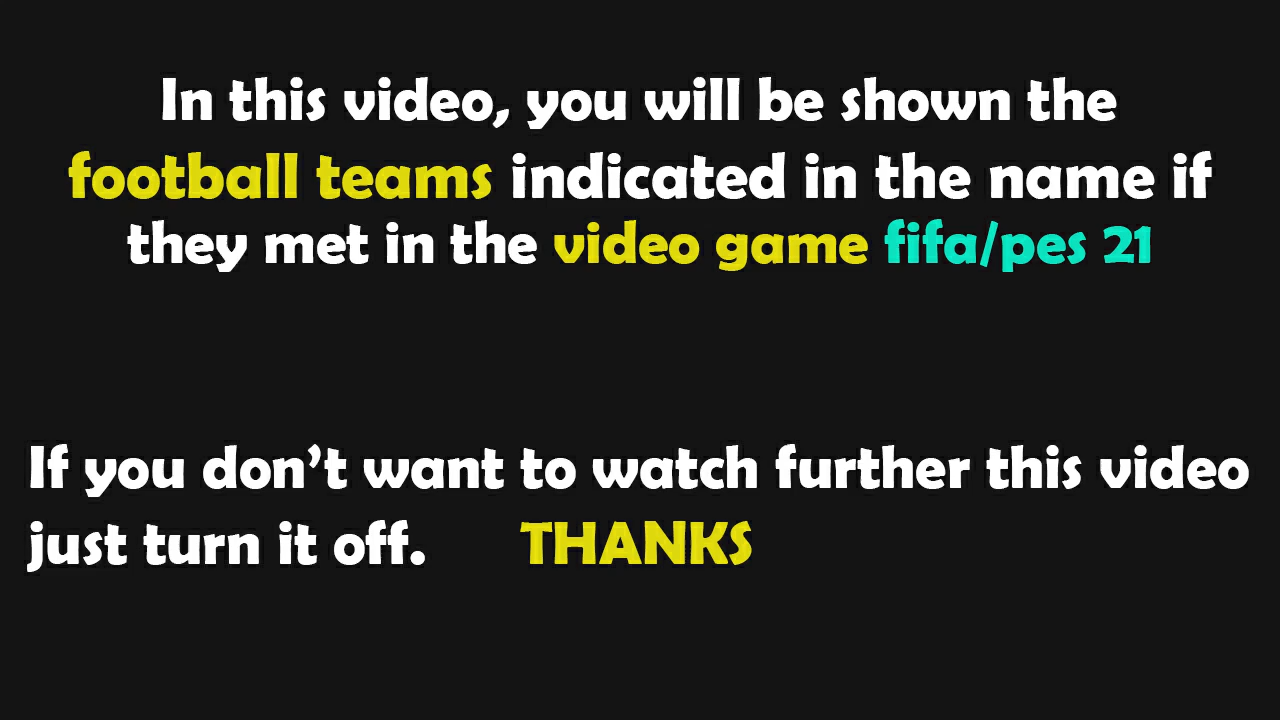 In this video, you will be shown the
football teams indicated in the name if
they met in the video game fifa/pes 21
If you don't want to watch further this video
just turn it off. THANKS